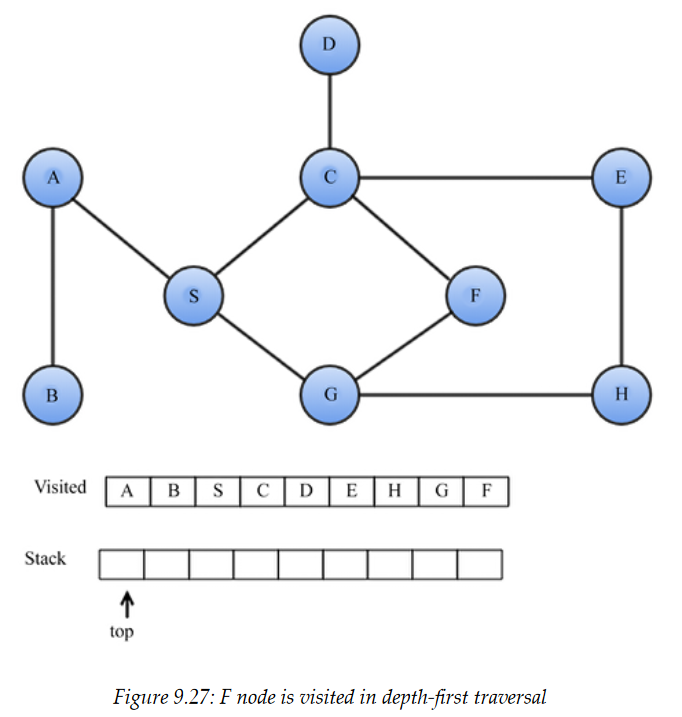 D
A C E
S F
B G H
Visited A B S C D E H G F
Stack
top
Figure 9.27: F node is visited in depth-first traversal